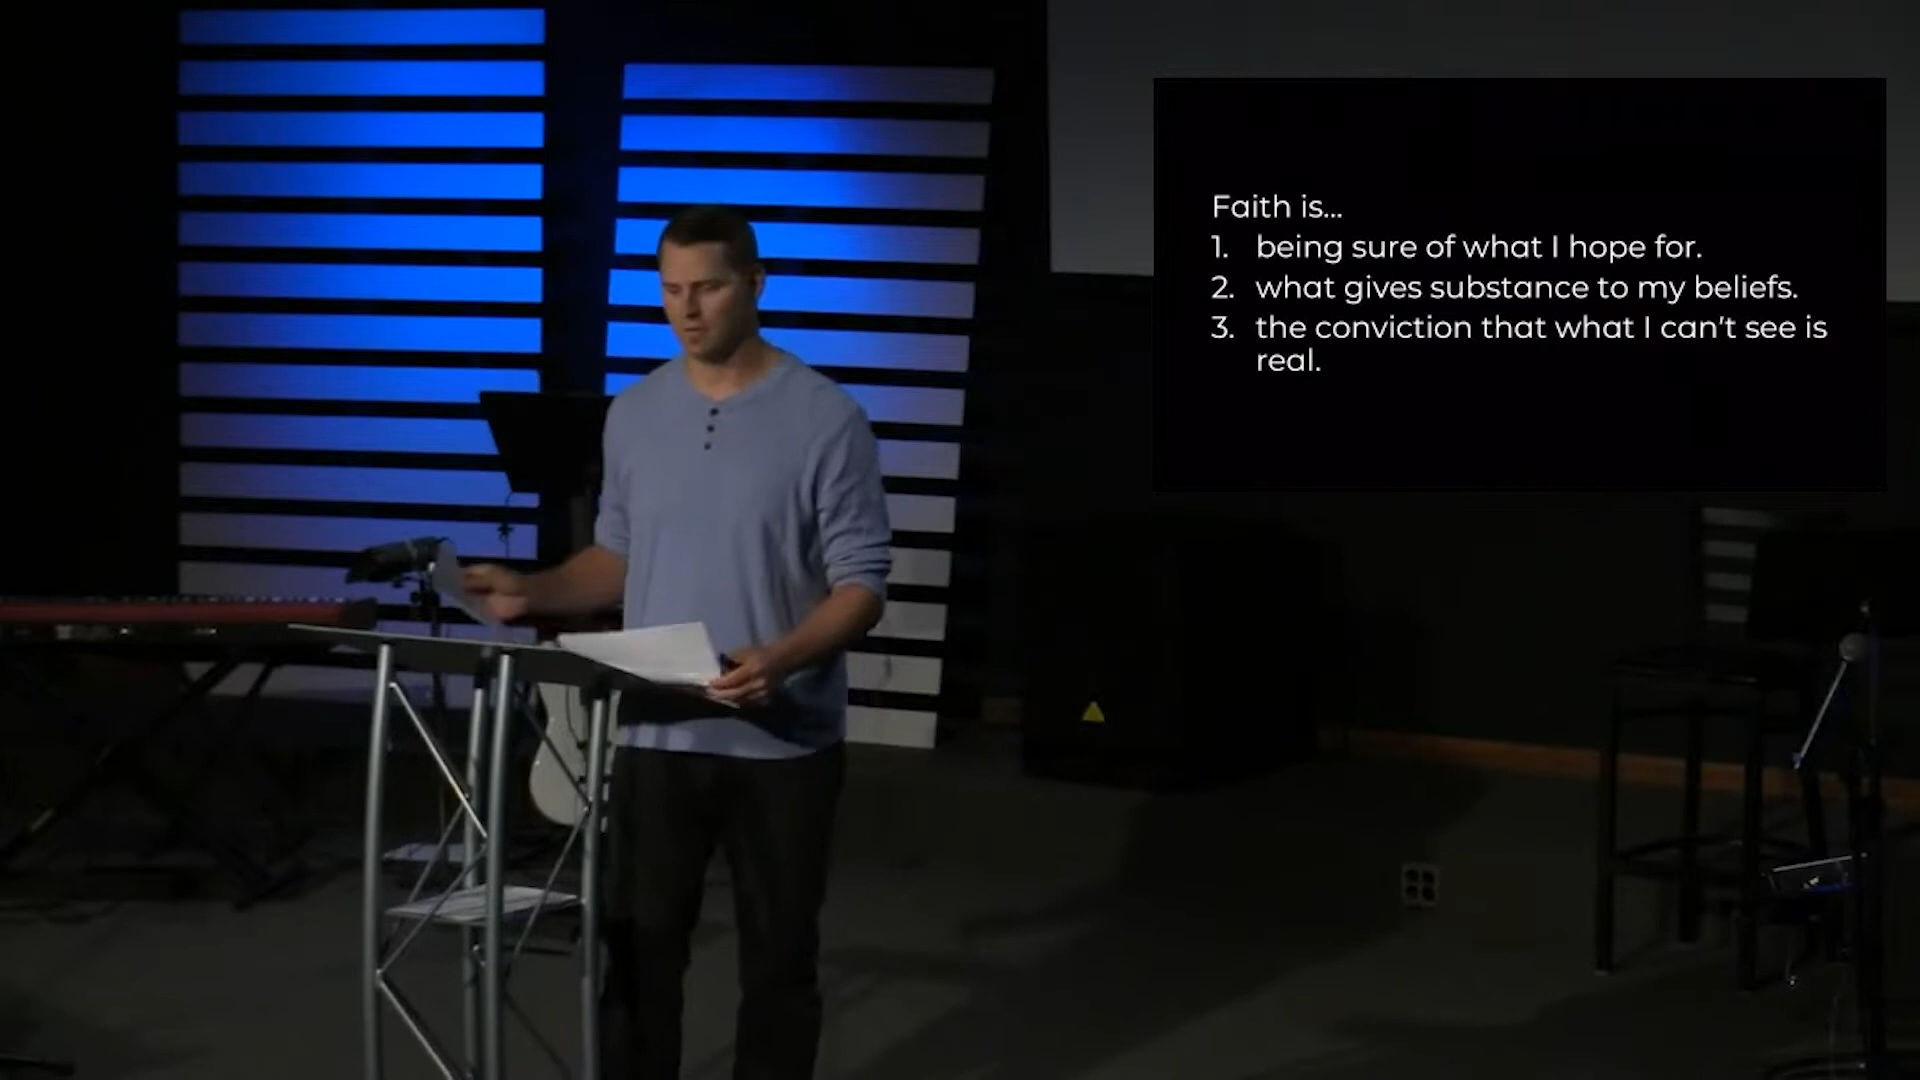 Faith is...
1. being sure of what I hope for.
2. what gives substance to my beliefs.
3. the conviction that what I can't see is
real.